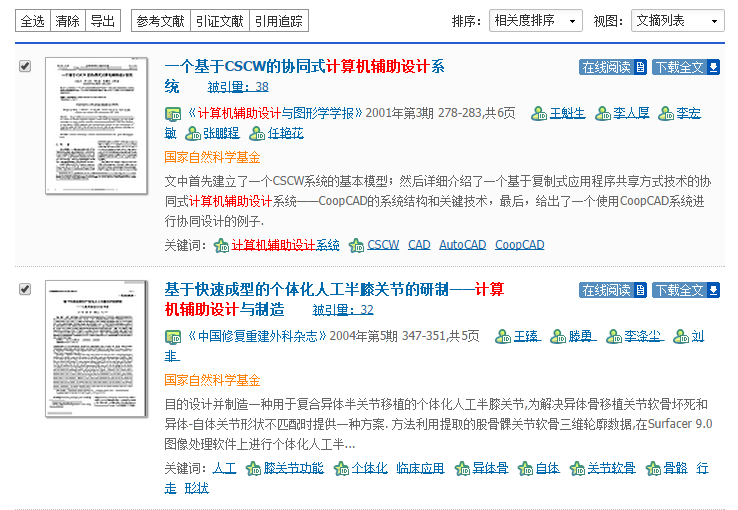 全选 清除 导出 参考文献 引证文献 引用追踪 排序: 相关度排序 视图: 文摘列表
一个基于CSCW的协同式计算机辅助设计系 在线阅读 下载全文
统 被引量:38
《计算机辅助设计与图形学学报》2001年第3期 278-283,共6页 王魁生 李人厚 李宏
敏 张鹏程 任艳花
国家自然科学基金
文中首先建立了一个CSCW系统的基本模型;然后详细介绍了一个基于复制式应用程序共享方式技术的协
同式计算机辅助设计系统——CoopCAD的系统结构和关键技术，最后，给出了一个使用CoopCAD系统进
行协同设计的例子.
关键词: 计算机辅助设计系统 CSCW CAD AutoCAD CoopCAD
基于快速成型的个体化人工半膝关节的研制——计算 在线阅读 下载全文
机辅助设计与制造 被引量:32
《中国修复重建外科杂志》2004年第5期 347-351,共5页 王臻 滕勇 李涤尘 刘
非
国家自然科学基金
目的设计并制造一种用于复合异体半关节移植的个体化人工半膝关节,为解决异体骨移植关节软骨坏死和
异体-自体关节形状不匹配时提供一种方案. 方法利用提取的股骨髁关节软骨三维轮廓数据,在Surfacer 9.0
图像处理软件上进行个体化人工半...
关键词: 人工 膝关节功能 个体化 临床应用 异体骨 自体 关节软骨 骨骼 行
走 形状